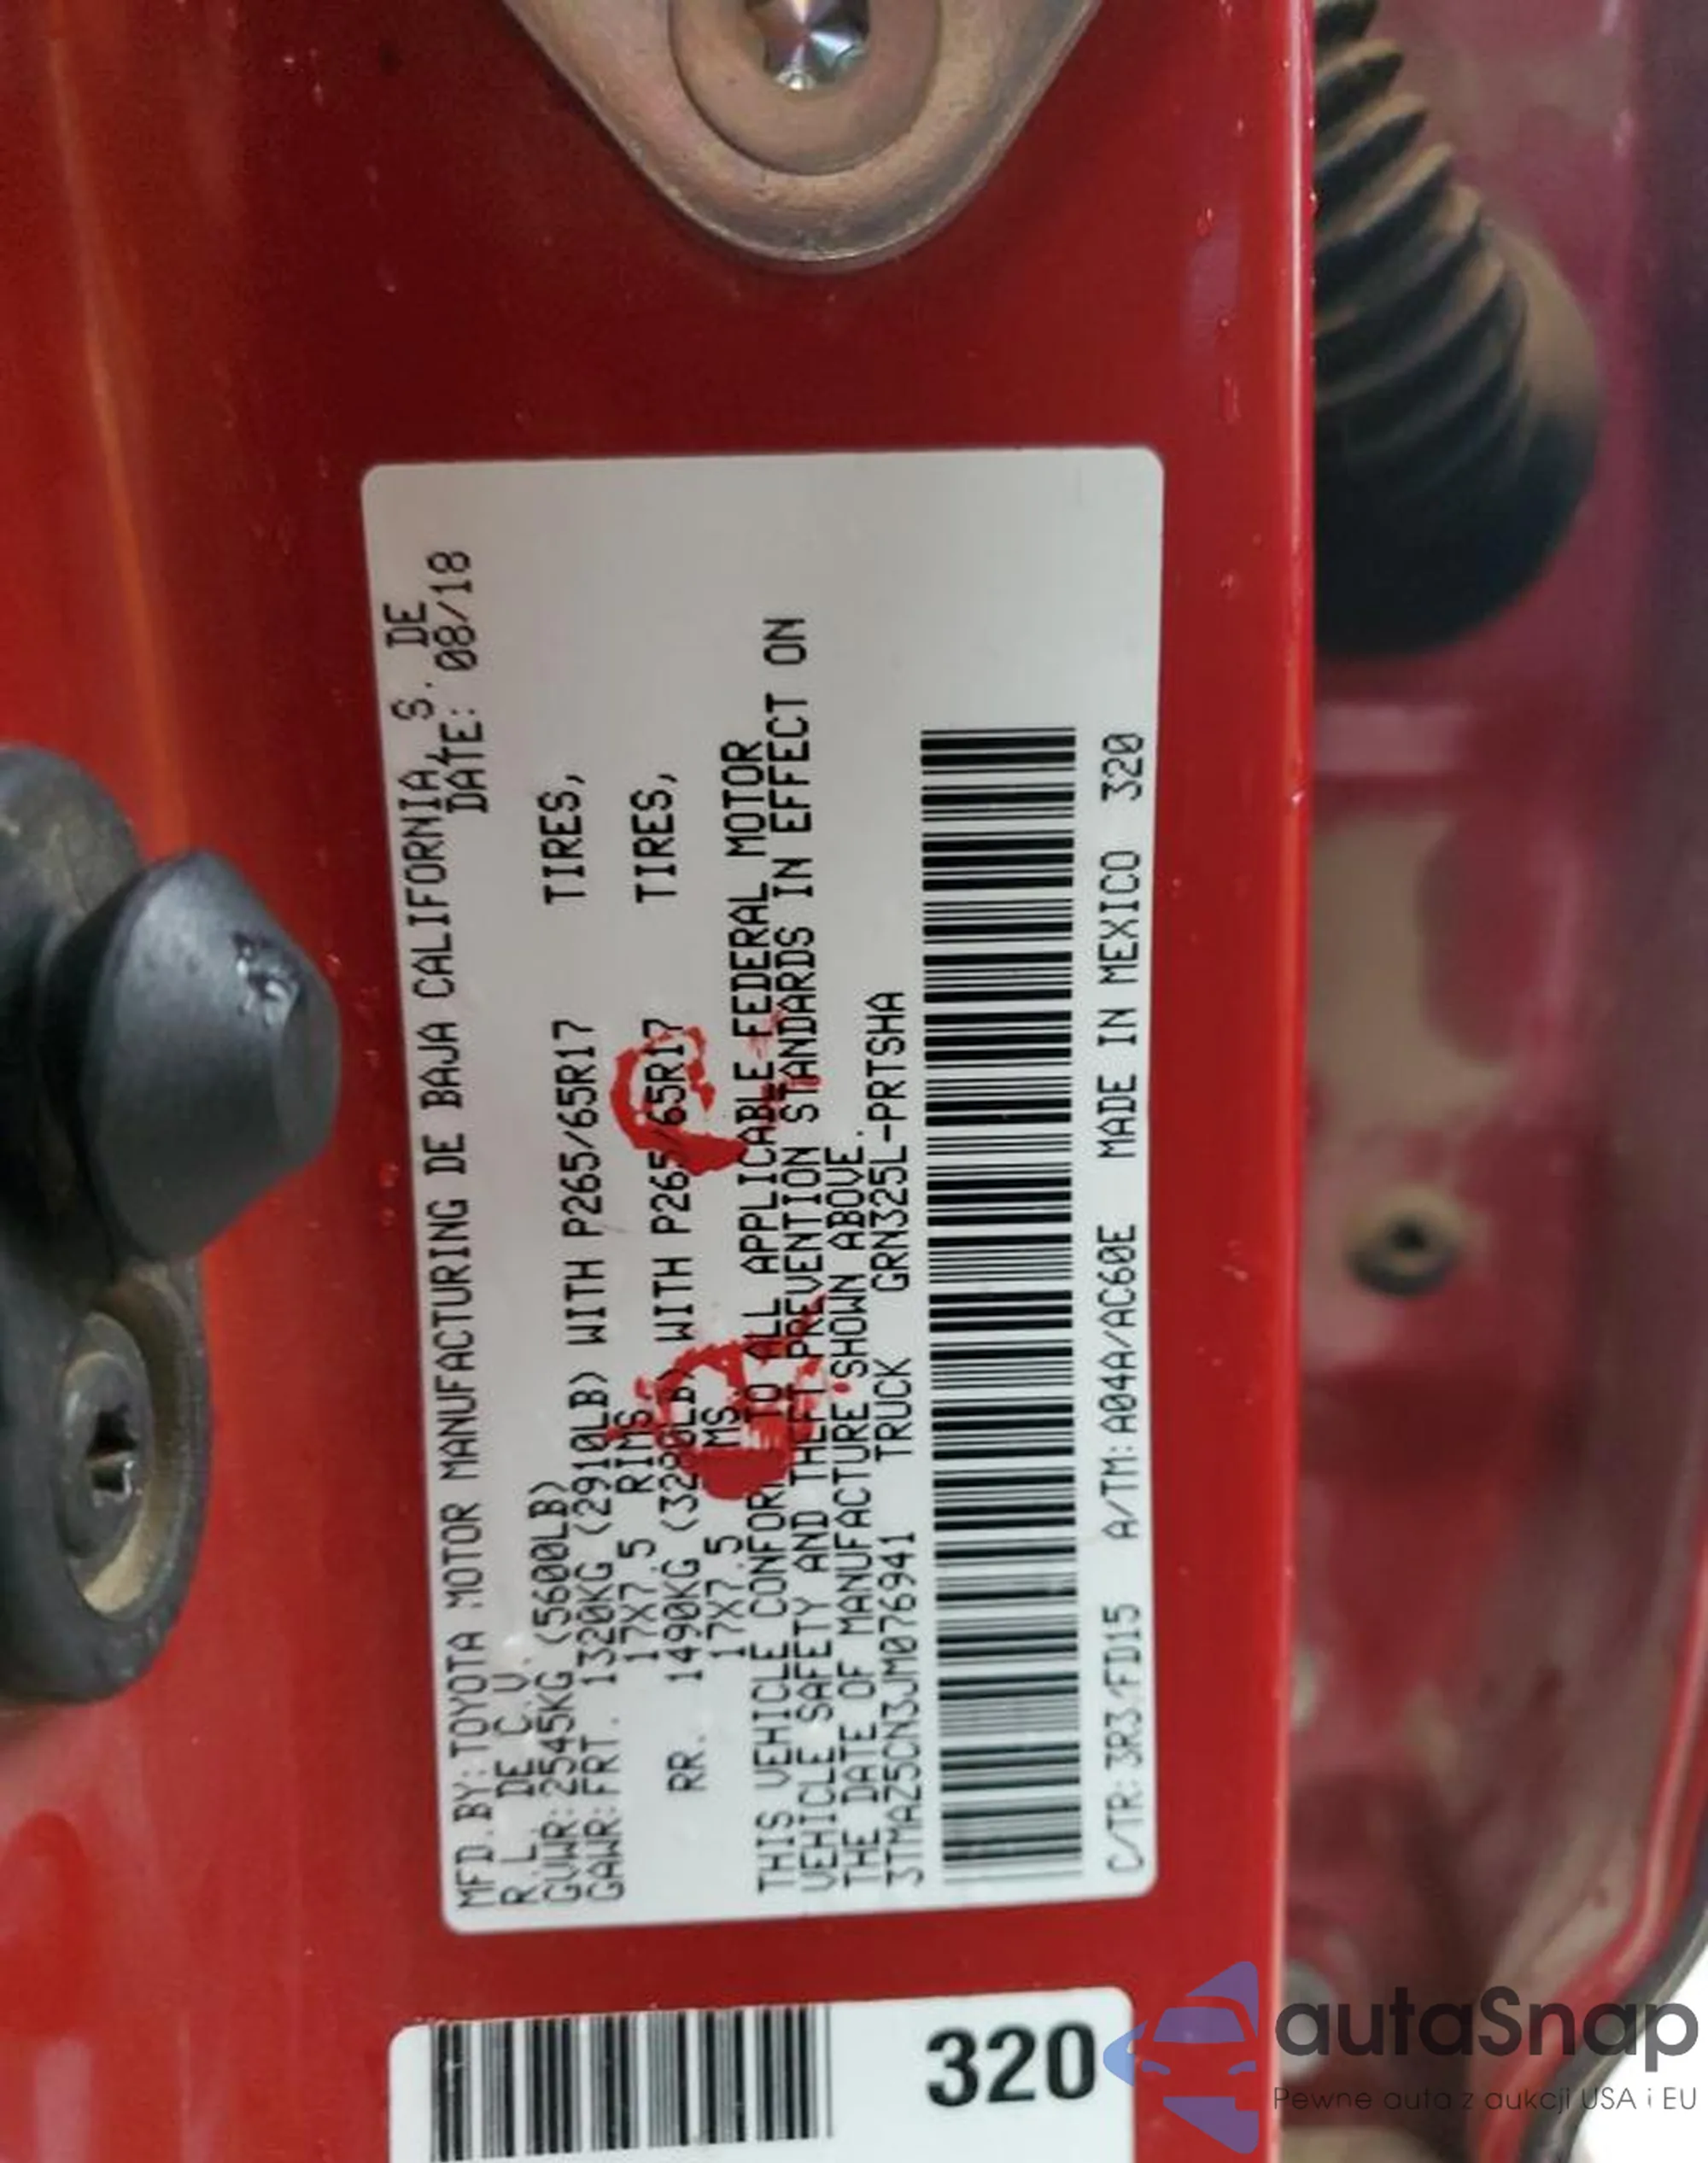 MFD.BY:TOYOTA MOTOR MANUFACTURING DE BAJA CALIFORNIA, S. DE
R.L. DE C.V. DATE: 08/18
GVWR:2545KG (5600LB)
GAWR:FRT. 1320KG (2910LB) WITH P265/65R17 TIRES,
17X7.5 RIMS,
RR. 1490KG WITH P265/65R17 TIRES,
17X7.5
THIS VEHICLE CONFORMS TO ALL APPLICABLE FEDERAL MOTOR
VEHICLE SAFETY AND THEFT PREVENTION STANDARDS IN EFFECT ON
THE DATE OF MANUFACTURE SHOWN ABOVE.
3TMAZ5CN3JM076941 TRUCK GRN325L-PRTSHA
C/TR:3R3/FD15 A/TM:A04A/AC60E MADE IN MEXICO 320
320
autaSnap
Pewne auta z aukcji USA i EU